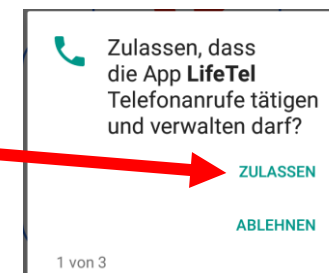 Zulassen, dass
die App LifeTel
Telefonanrufe tätigen
und verwalten darf?
ZULASSEN
ABLEHNEN
1 von 3